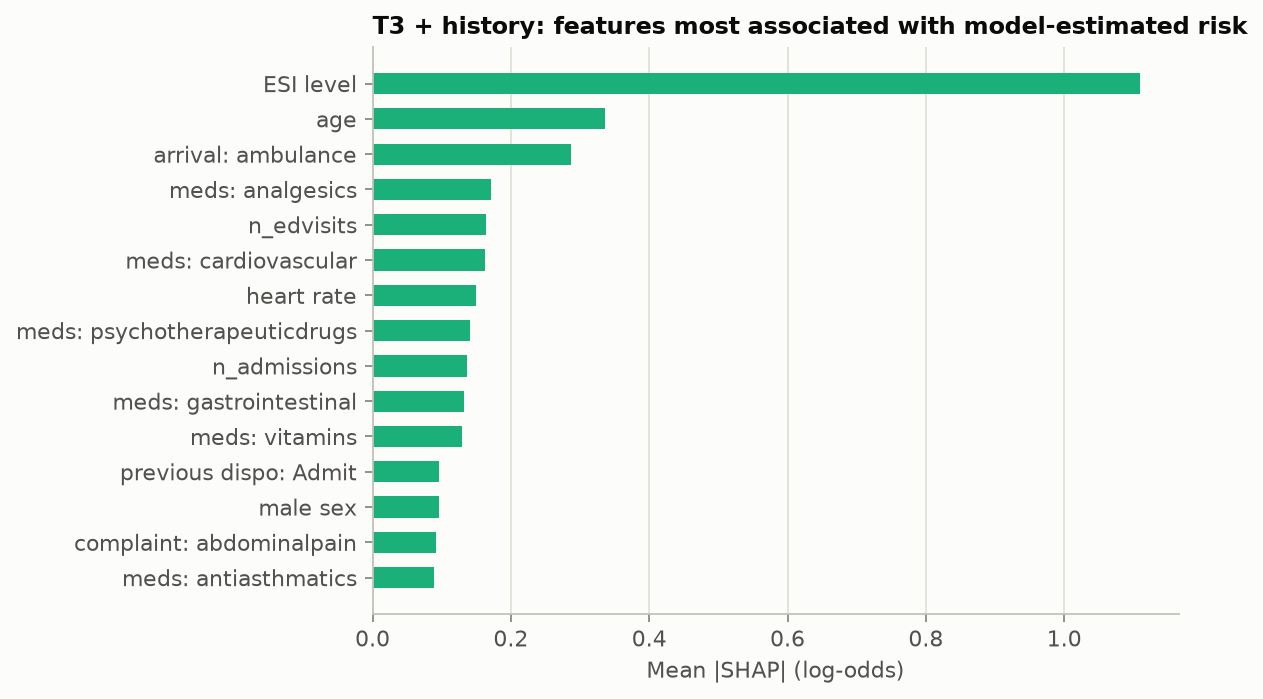 T3 + history: features most associated with model-estimated risk
ESI level
age
arrival: ambulance
meds: analgesics
n_edvisits
meds: cardiovascular
heart rate
meds: psychotherapeuticdrugs
n_admissions
meds: gastrointestinal
meds: vitamins
previous dispo: Admit
male sex
complaint: abdominalpain
meds: antiasthmatics
0.0 0.2 0.4 0.6 0.8 1.0
Mean |SHAP| (log-odds)